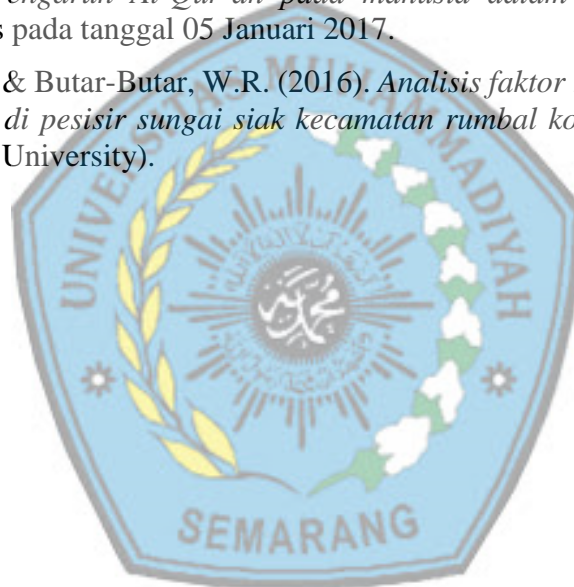 engaruh Al-Qur'an pada manusia dalam
s pada tanggal 05 Januari 2017.
& Butar-Butar, W.R. (2016). Analisis faktor
di pesisir sungai siak kecamatan rumbal ko
University).
UNIVERSITAS MUHAMMADIYAH
SEMARANG